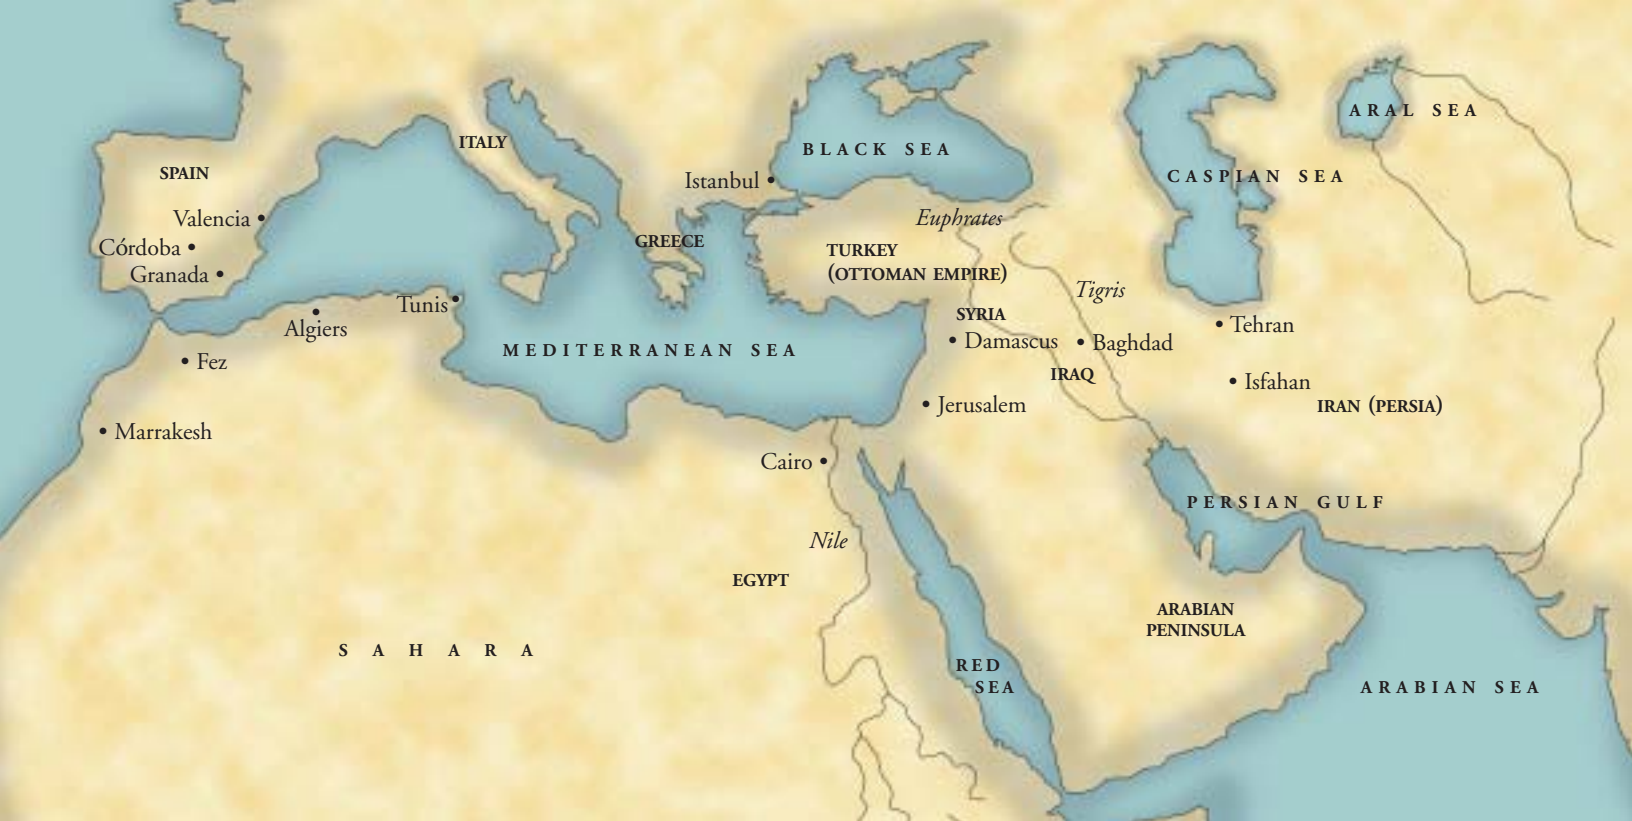 ARAL SEA
ITALY
BLACK SEA
SPAIN
CASPIAN SEA
Istanbul
Valencia
Euphrates
GREECE
Córdoba
TURKEY
(OTTOMAN EMPIRE)
Granada
Tigris
Tunis
SYRIA
Algiers
Tehran
Damascus
Baghdad
MEDITERRANEAN SEA
Fez
IRAQ
Isfahan
Jerusalem
IRAN (PERSIA)
Marrakesh
Cairo
PERSIAN GULF
Nile
EGYPT
ARABIAN
PENINSULA
SAHARA
RED
SEA
ARABIAN SEA